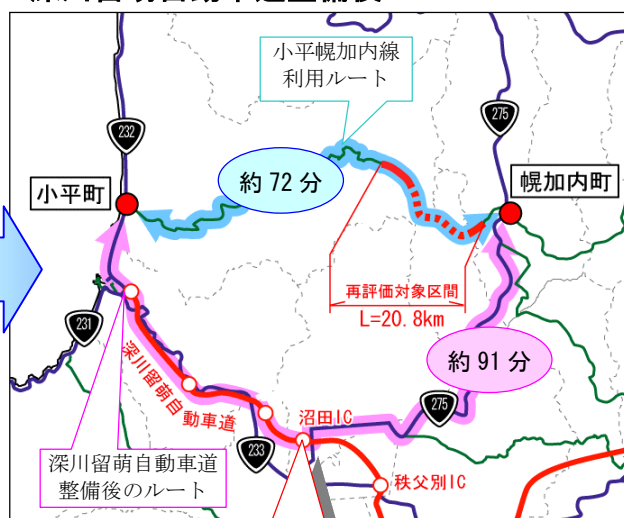 小平幌加内線
利用ルート
232
275
約 72 分
小平町
幌加内町
再評価対象区間
L=20.8km
231
約 91 分
深川留萌自動車道
275
沼田IC
233
深川留萌自動車道
整備後のルート
秩父別IC